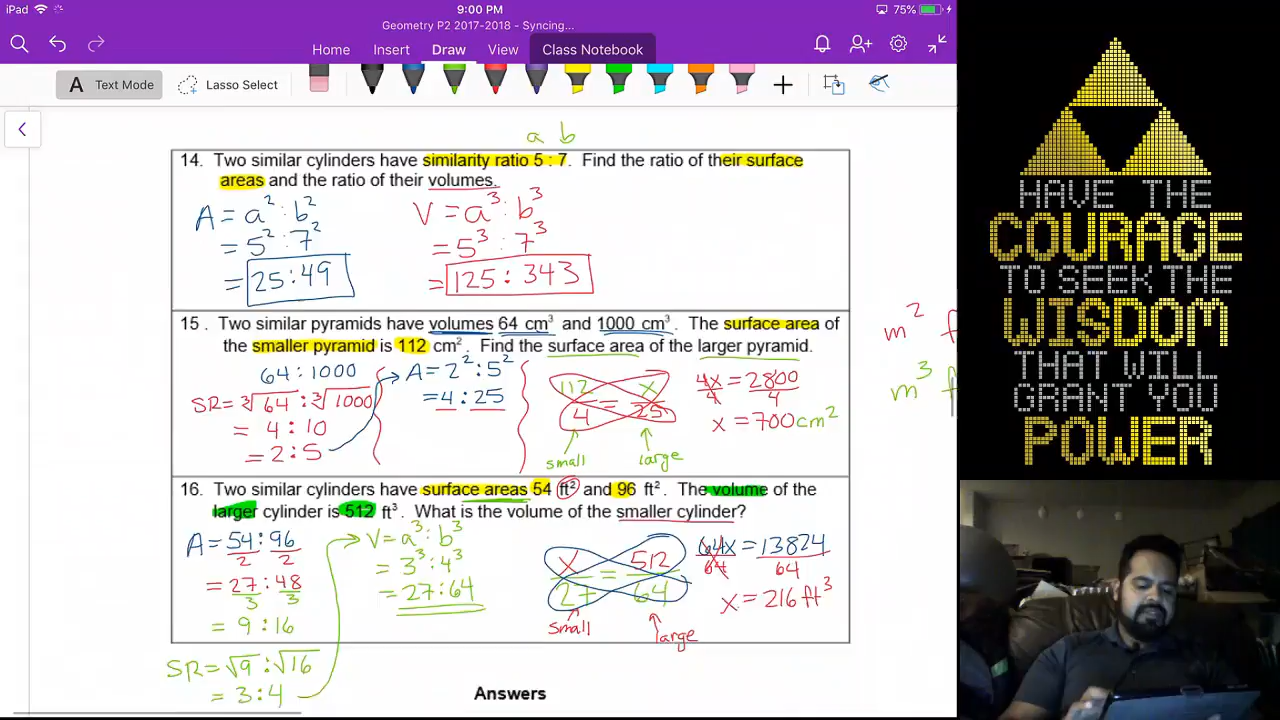 iPad 9:00 PM 75%
Geometry P2 2017-2018 - Syncing...
Home Insert Draw View Class Notebook
A Text Mode Lasso Select
a b
14. Two similar cylinders have similarity ratio 5 : 7. Find the ratio of their surface
areas and the ratio of their volumes.
A = a² : b²
= 5² : 7²
= 25:49
V = a³ : b³
= 5³ : 7³
= 125 : 343
15 . Two similar pyramids have volumes 64 cm³ and 1000 cm³. The surface area of
the smaller pyramid is 112 cm². Find the surface area of the larger pyramid.
64:1000
SR = ∛64 : ∛1000
= 4 : 10
= 2 : 5
A = 2² : 5²
= 4 : 25
112/4 = x/25
small large
4x/4 = 2800/4
x = 700cm²
16. Two similar cylinders have surface areas 54 ft² and 96 ft². The volume of the
larger cylinder is 512 ft³. What is the volume of the smaller cylinder?
A = 54/2 : 96/2
= 27/3 : 48/3
= 9 : 16
SR = √9 : √16
= 3:4
V = a³ : b³
= 3³ : 4³
= 27:64
x/27 = 512/64
small large
64x/64 = 13824/64
x = 216 ft³
Answers
m² f
m³ f
HAVE THE
COURAGE
TO SEEK THE
WISDOM
THAT WILL
GRANT YOU
POWER